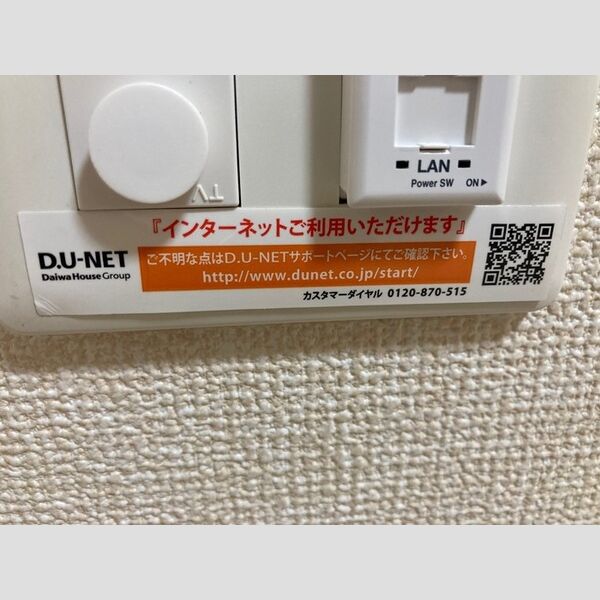 TV
LAN
Power SW ON▶
『インターネットご利用いただけます』
D.U-NET
Daiwa House Group
ご不明な点はD.U-NETサポートページにてご確認下さい。
http://www.dunet.co.jp/start/
カスタマーダイヤル 0120-870-515